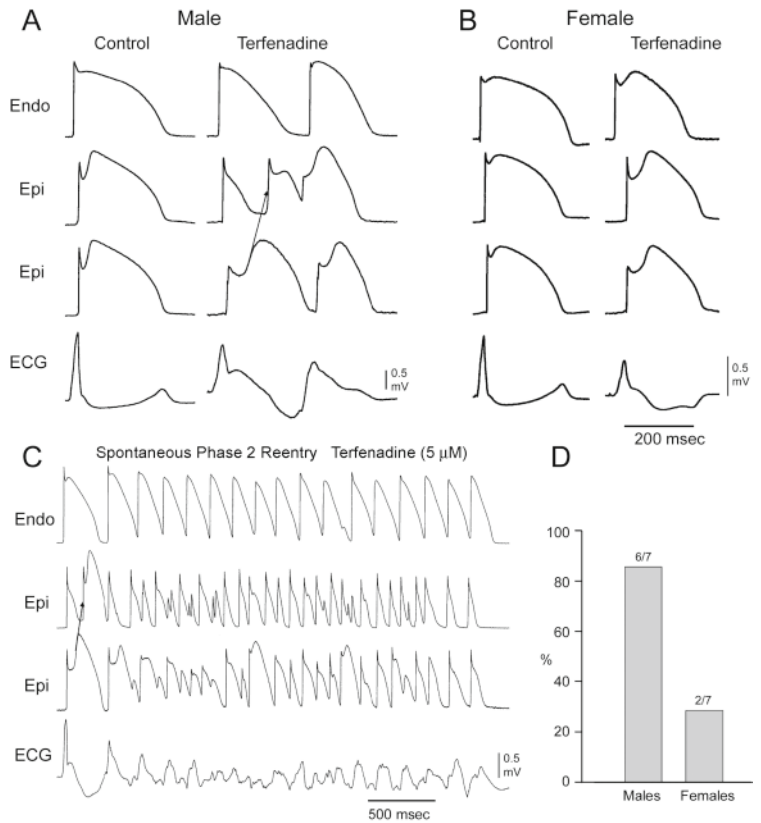 A Male
Control Terfenadine
Endo
Epi
Epi
ECG
0.5
mV
B Female
Control Terfenadine
0.5
mV
200 msec
C Spontaneous Phase 2 Reentry Terfenadine (5 μM)
Endo
Epi
Epi
ECG
0.5
mV
500 msec
D
100
80
60
%
40
20
0
6/7
2/7
Males Females